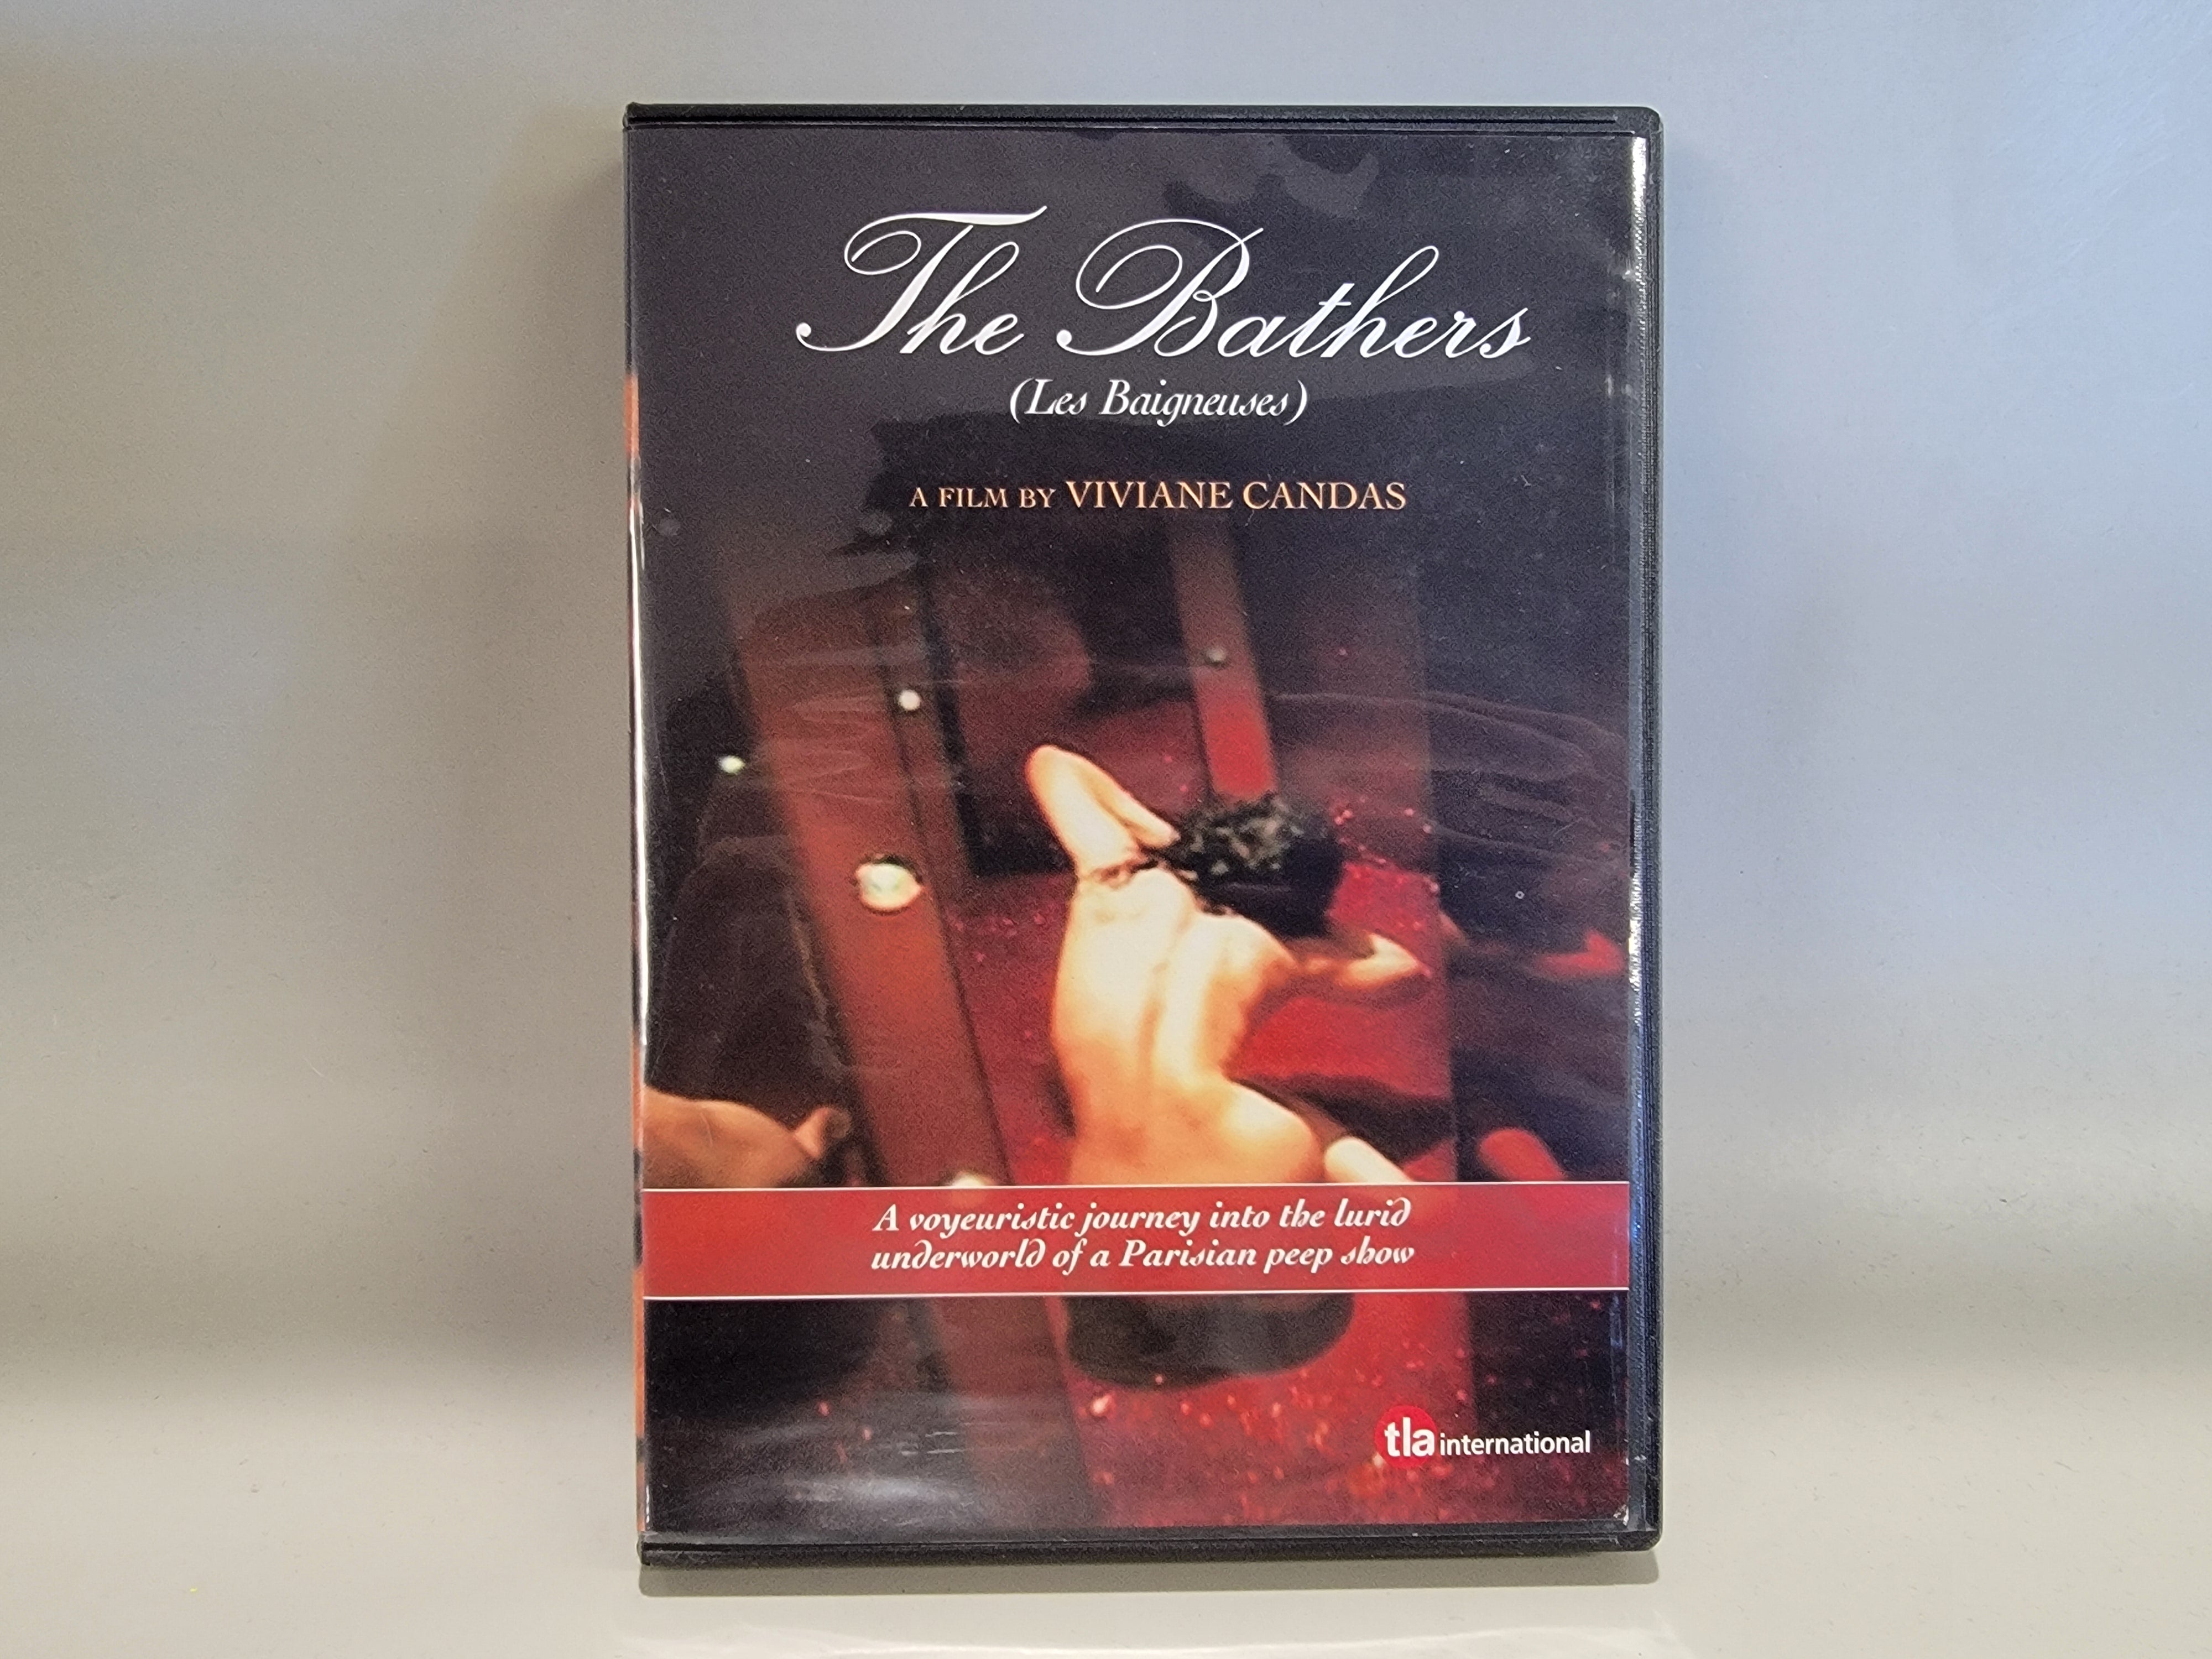 The Bathers
(Les Baigneuses)
A FILM BY VIVIANE CANDAS
A voyeuristic journey into the lurid
underworld of a Parisian peep show
tla international